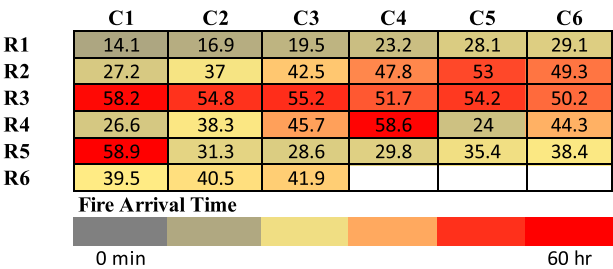 C1 C2 C3 C4 C5 C6
R1 14.1 16.9 19.5 23.2 28.1 29.1
R2 27.2 37 42.5 47.8 53 49.3
R3 58.2 54.8 55.2 51.7 54.2 50.2
R4 26.6 38.3 45.7 58.6 24 44.3
R5 58.9 31.3 28.6 29.8 35.4 38.4
R6 39.5 40.5 41.9
Fire Arrival Time
0 min 60 hr